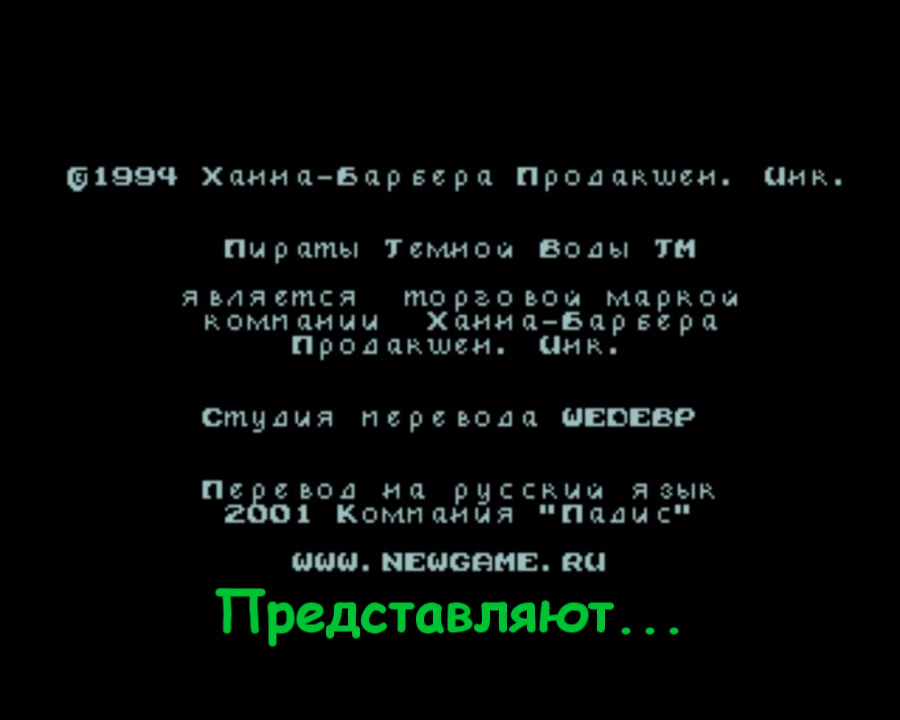 ©1994 Ханна-Барбера Продакшен. Инк.
Пираты Темной Воды ТМ
является торговой маркой
компании Ханна-Барбера
Продакшен. Инк.
Студия перевода ШЕДЕВР
Перевод на русский язык
2001 Компания "Падис"
WWW.NEWGAME.RU
Представляют...